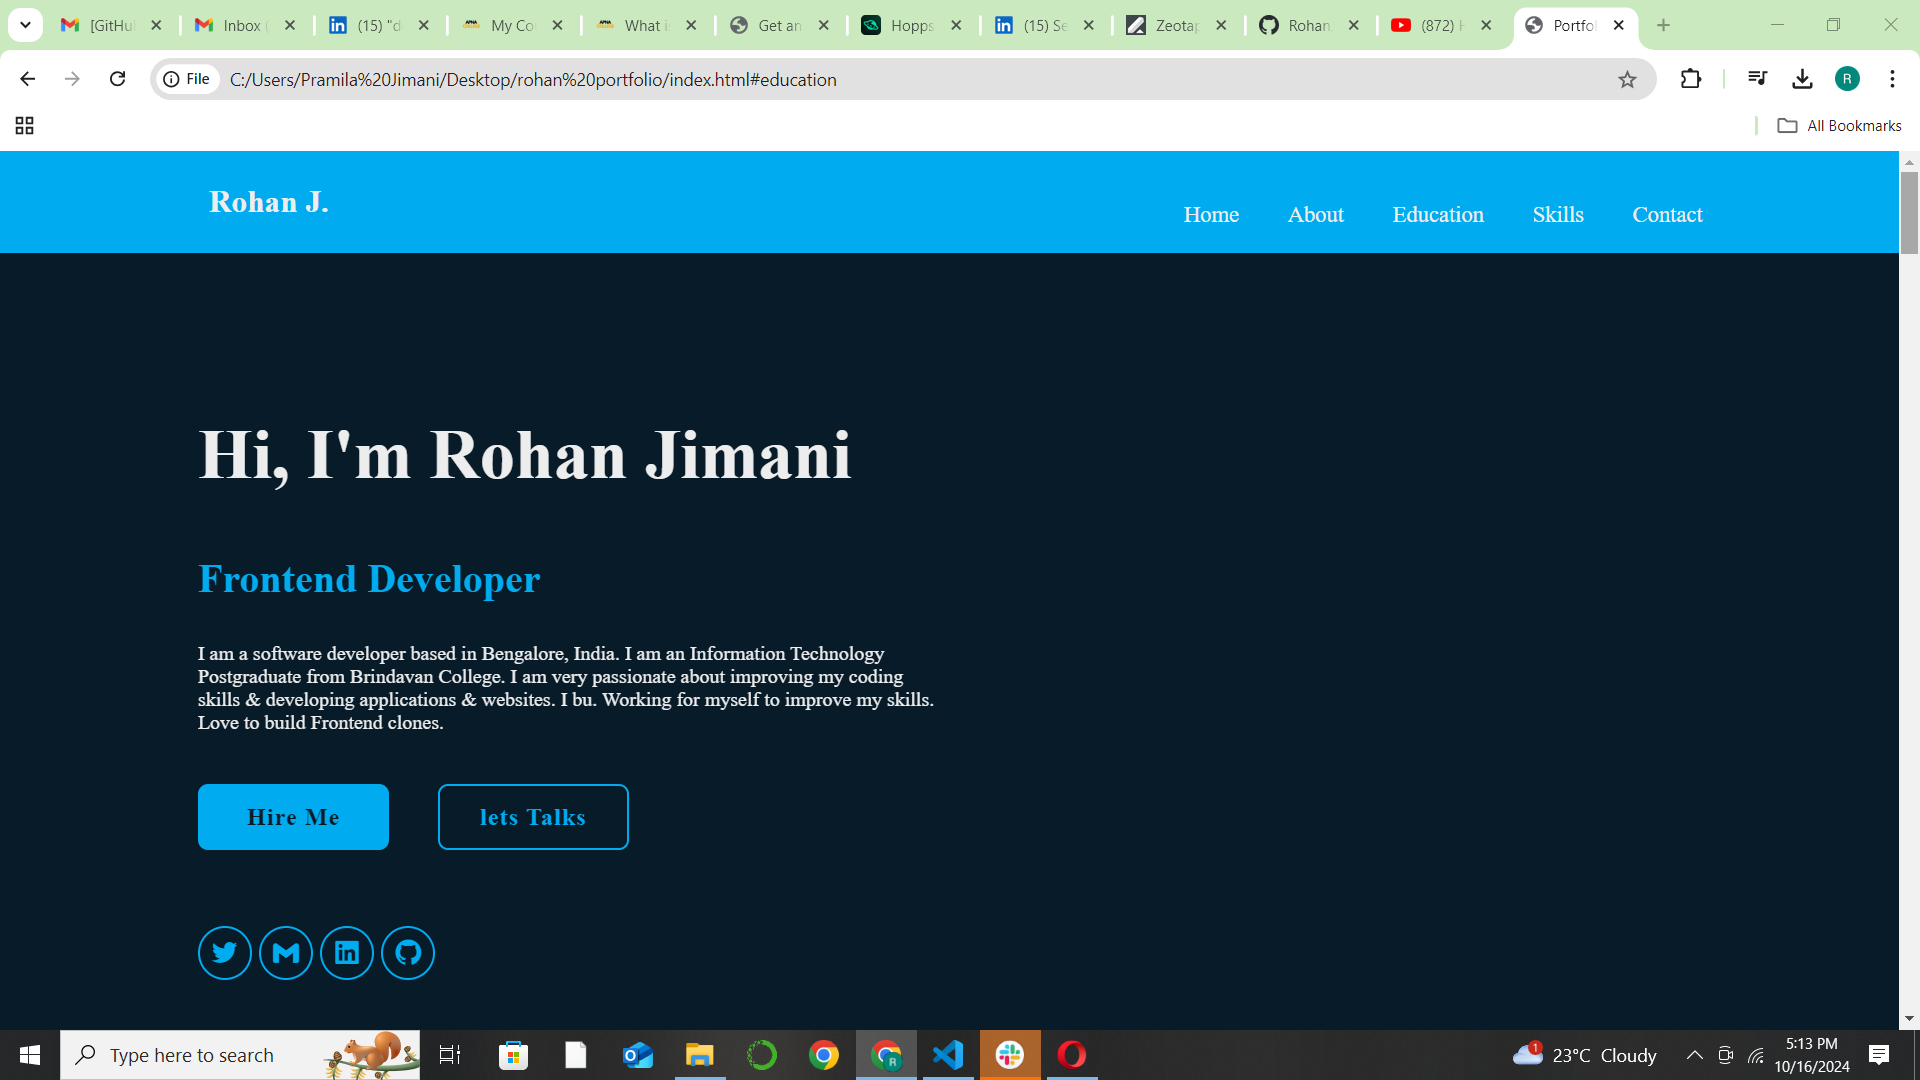 [GitHu
Inbox (
(15) "d
My Co
What i
Get an
Hopps
(15) Se
Zeotap
Rohan
(872) H
Portfo
File
C:/Users/Pramila%20Jimani/Desktop/rohan%20portfolio/index.html#education
R
All Bookmarks
Rohan J.
Home
About
Education
Skills
Contact
Hi, I'm Rohan Jimani
Frontend Developer
I am a software developer based in Bengalore, India. I am an Information Technology
Postgraduate from Brindavan College. I am very passionate about improving my coding
skills & developing applications & websites. I bu. Working for myself to improve my skills.
Love to build Frontend clones.
Hire Me
lets Talks
Type here to search
1
23°C Cloudy
5:13 PM
10/16/2024